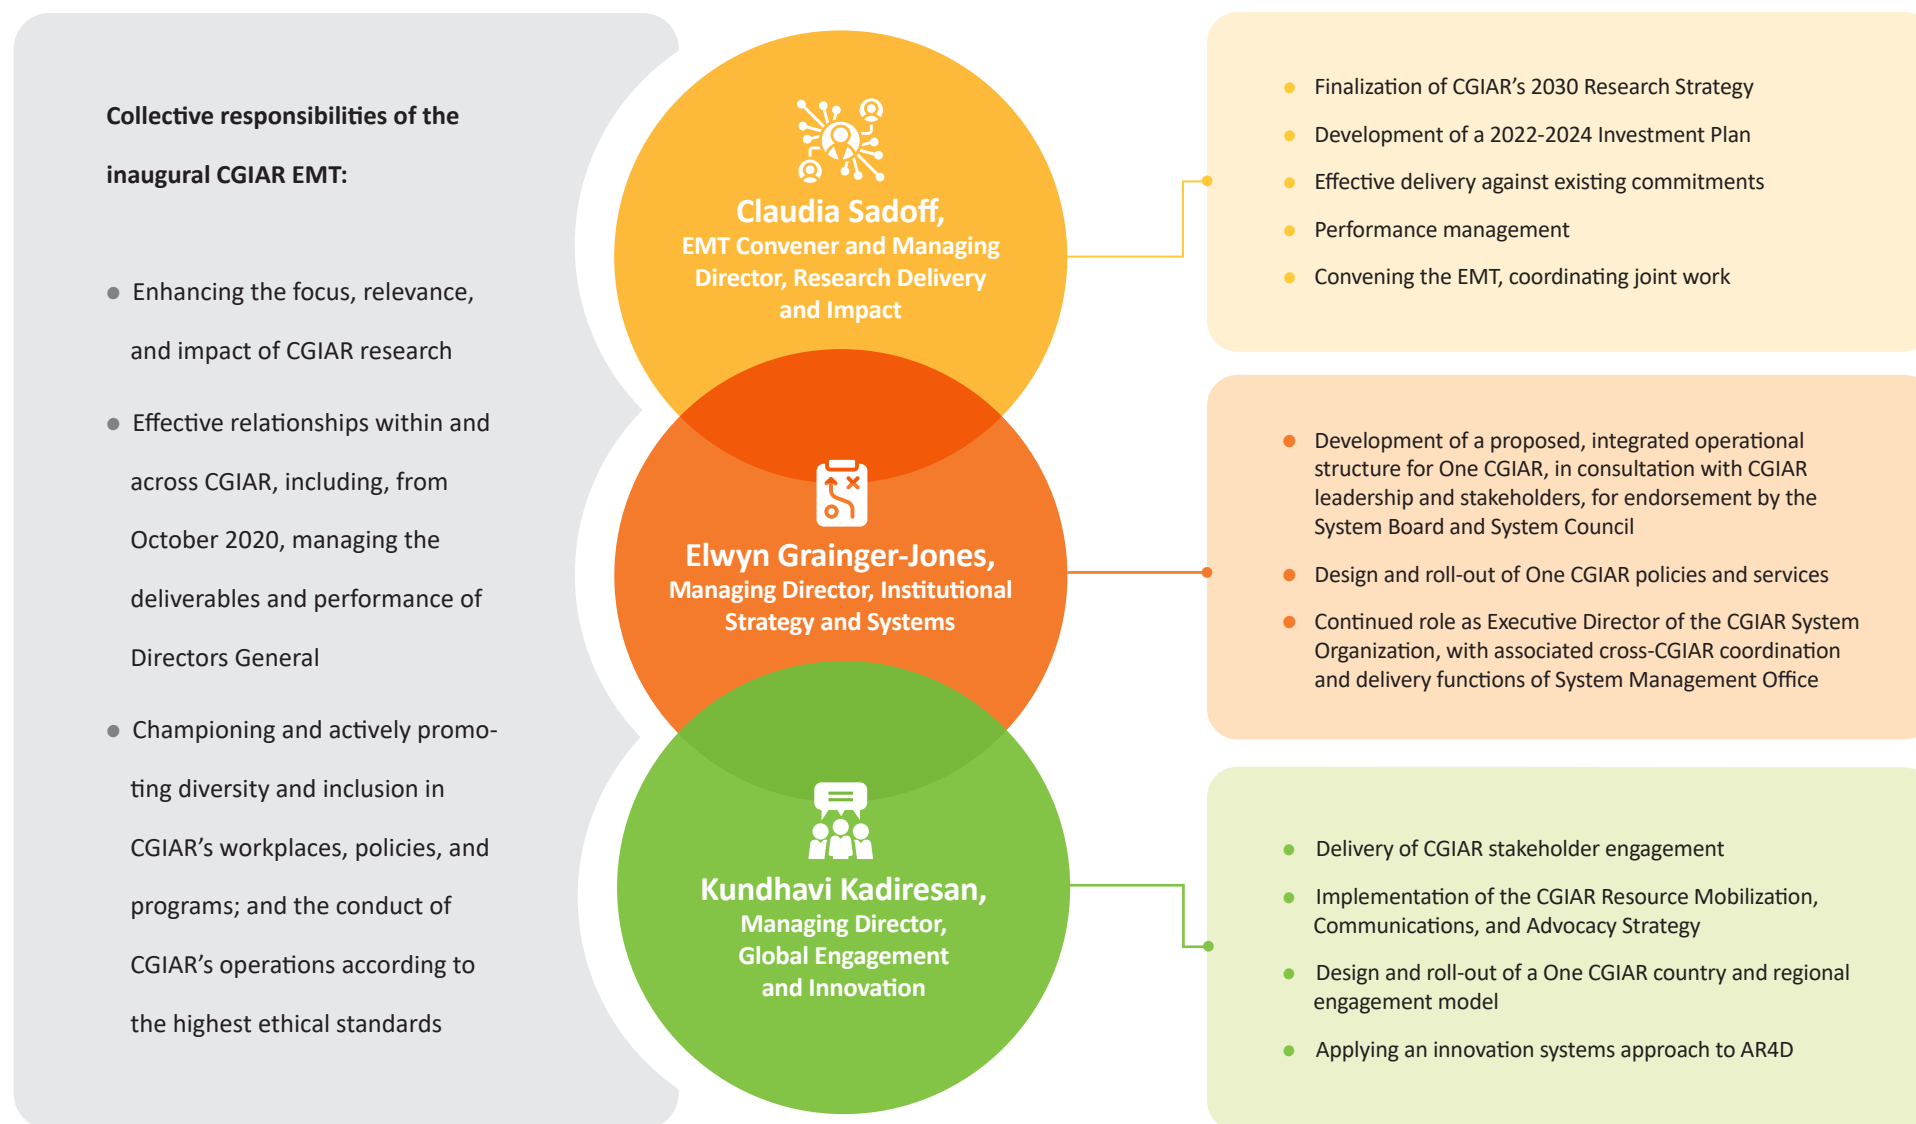 Collective responsibilities of the
inaugural CGIAR EMT:
Enhancing the focus, relevance,
and impact of CGIAR research
Effective relationships within and
across CGIAR, including, from
October 2020, managing the
deliverables and performance of
Directors General
Championing and actively promo-
ting diversity and inclusion in
CGIAR’s workplaces, policies, and
programs; and the conduct of
CGIAR’s operations according to
the highest ethical standards
Claudia Sadoff,
EMT Convener and Managing
Director, Research Delivery
and Impact
Finalization of CGIAR’s 2030 Research Strategy
Development of a 2022-2024 Investment Plan
Effective delivery against existing commitments
Performance management
Convening the EMT, coordinating joint work
Elwyn Grainger-Jones,
Managing Director, Institutional
Strategy and Systems
Development of a proposed, integrated operational
structure for One CGIAR, in consultation with CGIAR
leadership and stakeholders, for endorsement by the
System Board and System Council
Design and roll-out of One CGIAR policies and services
Continued role as Executive Director of the CGIAR System
Organization, with associated cross-CGIAR coordination
and delivery functions of System Management Office
Kundhavi Kadiresan,
Managing Director,
Global Engagement
and Innovation
Delivery of CGIAR stakeholder engagement
Implementation of the CGIAR Resource Mobilization,
Communications, and Advocacy Strategy
Design and roll-out of a One CGIAR country and regional
engagement model
Applying an innovation systems approach to AR4D